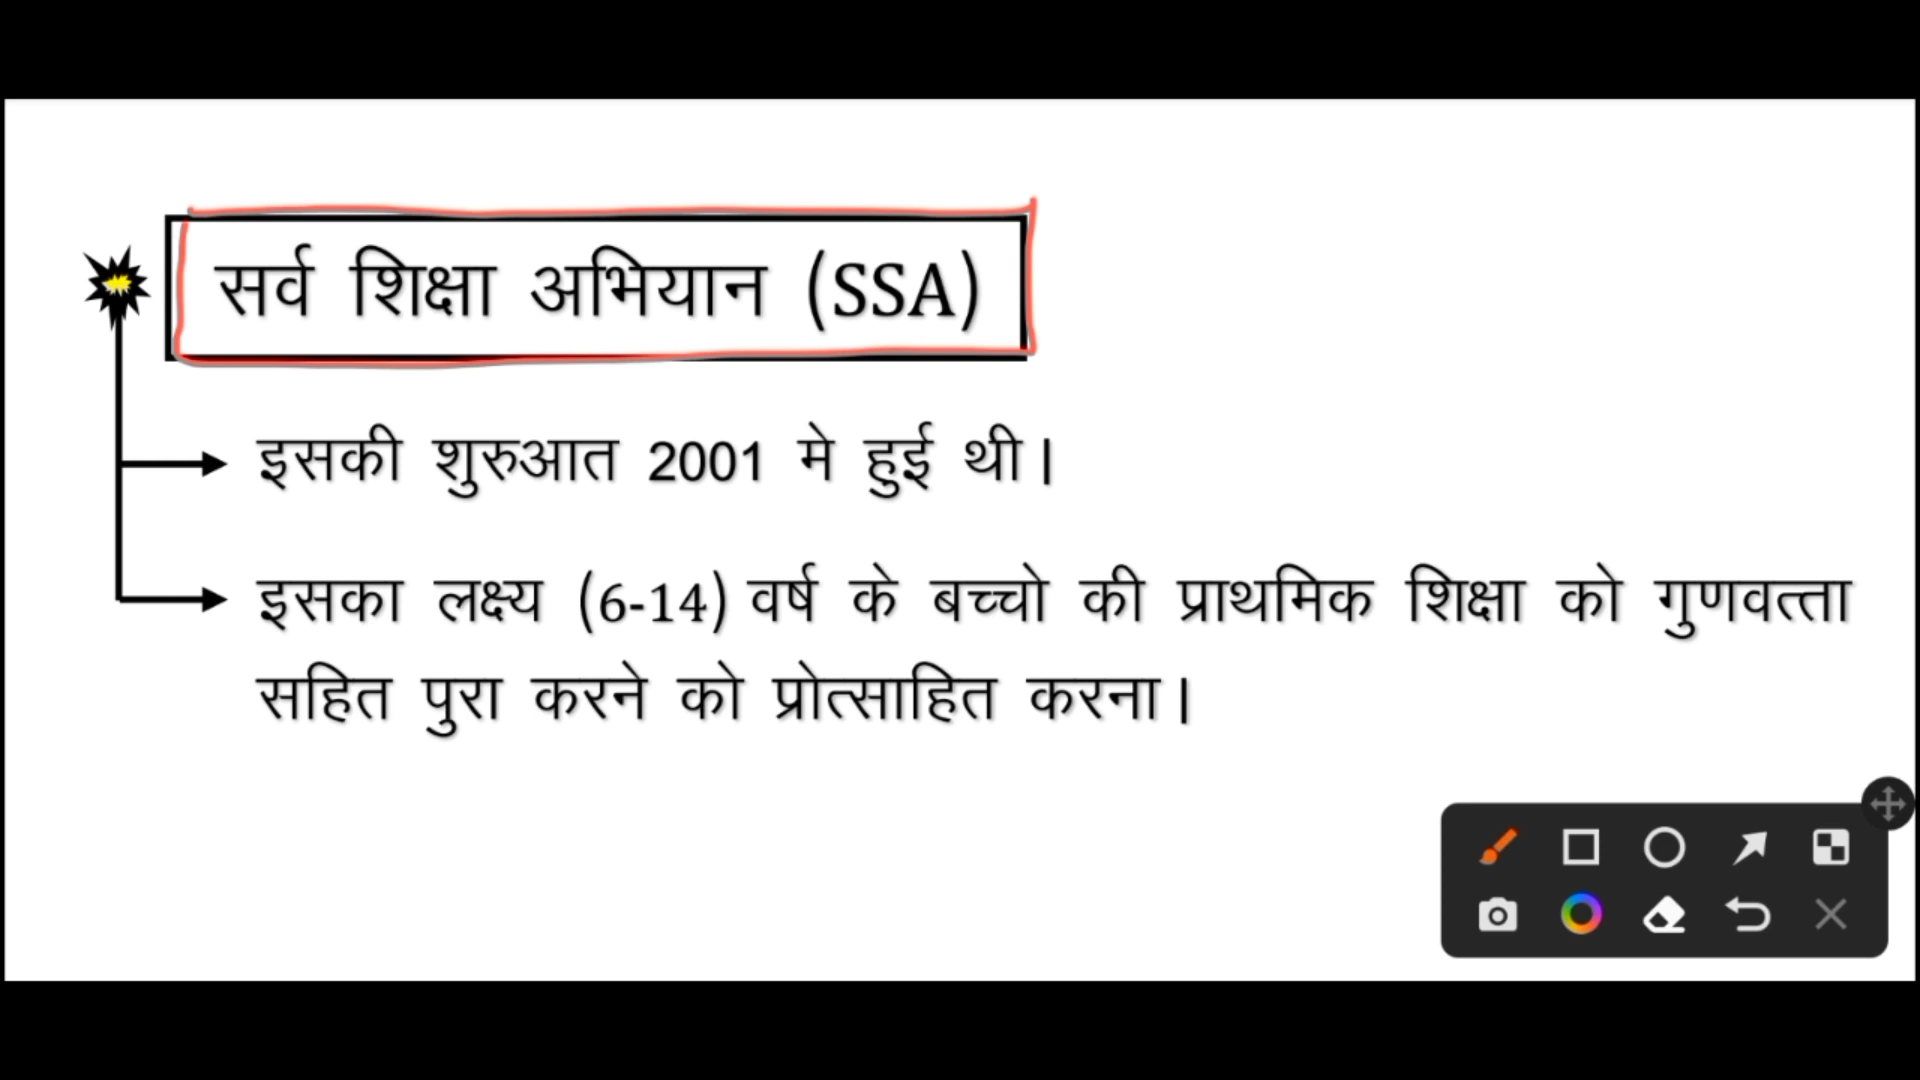 सर्व शिक्षा अभियान (SSA)
इसकी शुरुआत 2001 मे हुई थी।
इसका लक्ष्य (6-14) वर्ष के बच्चो की प्राथमिक शिक्षा को गुणवत्ता
सहित पुरा करने को प्रोत्साहित करना।